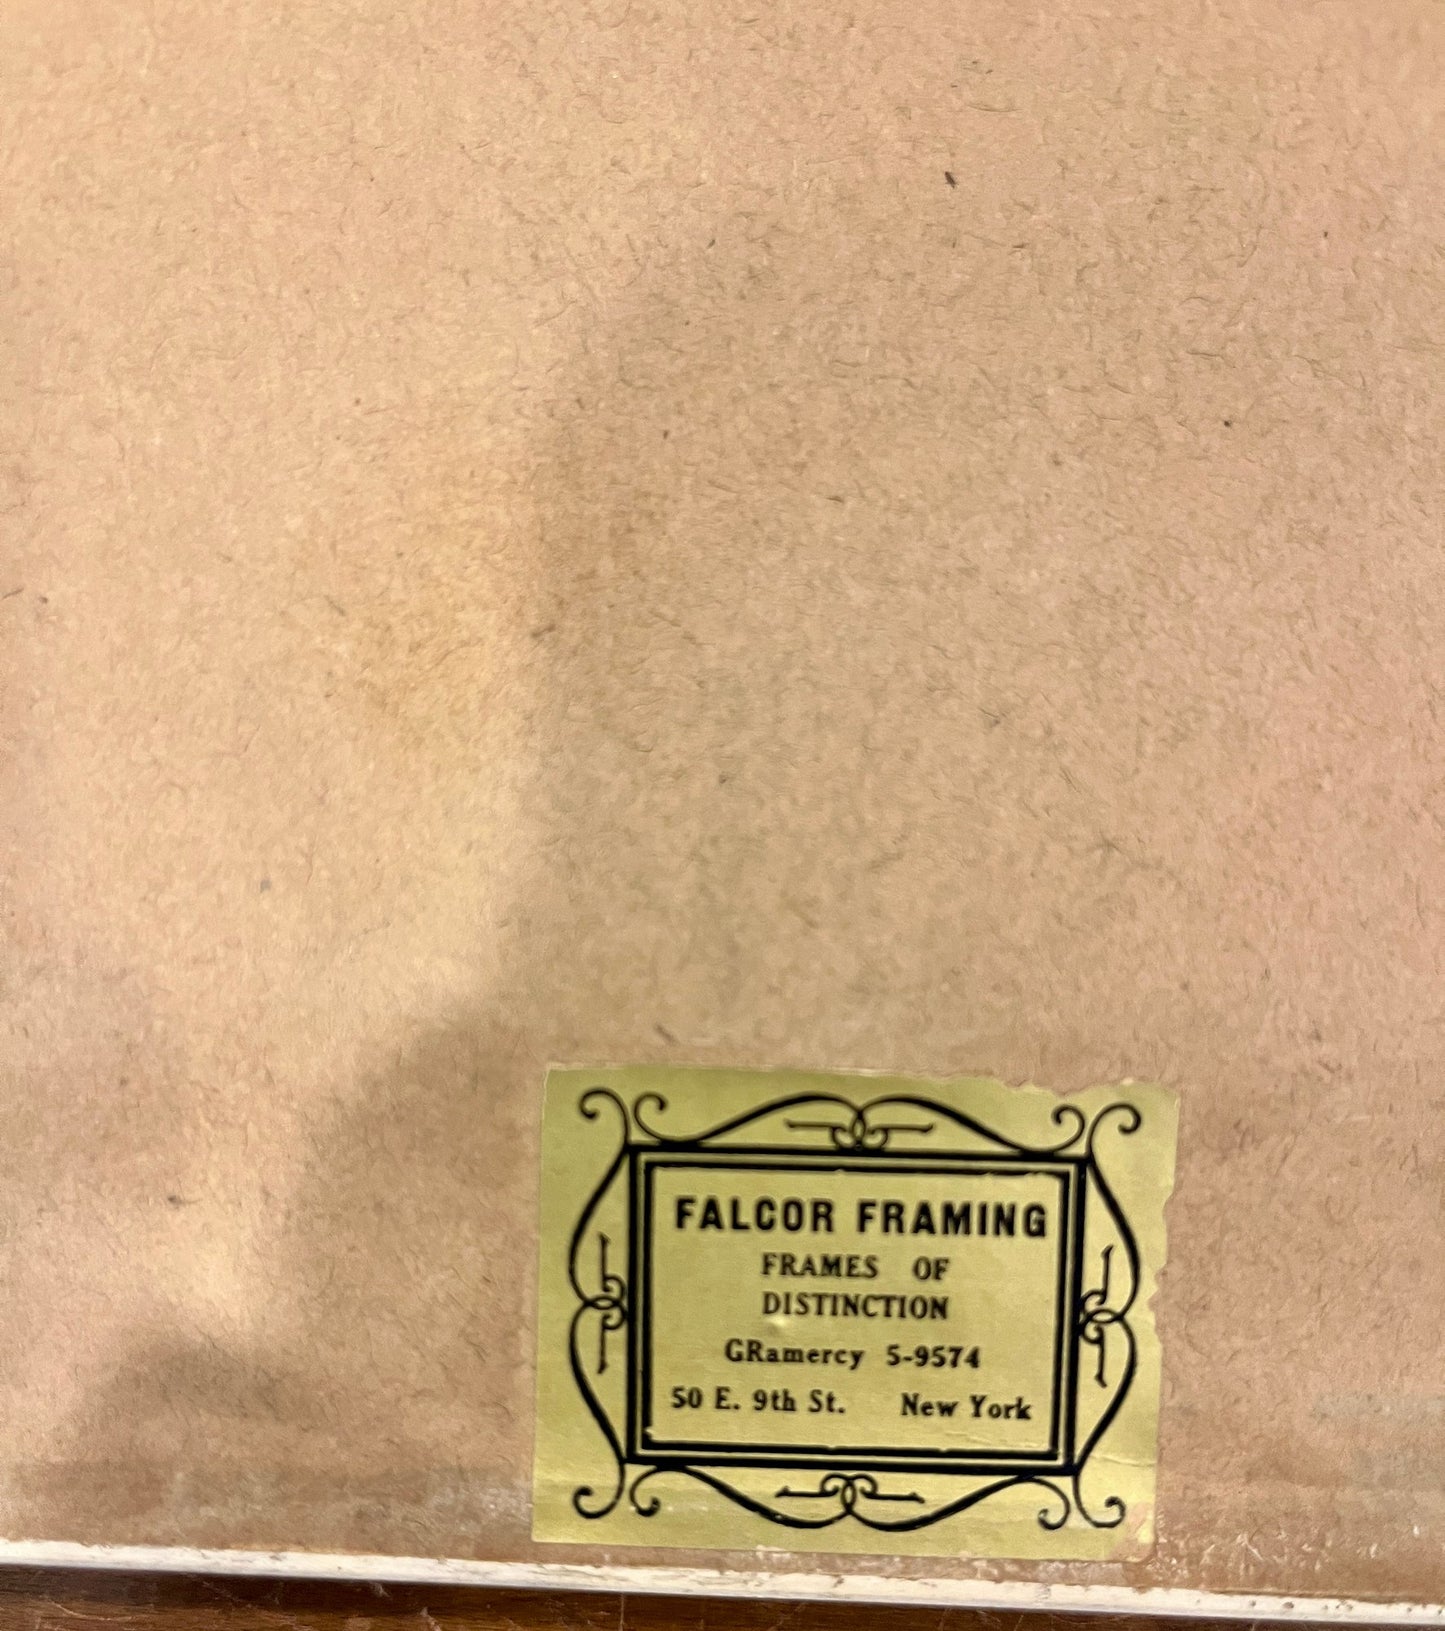 FALCOR FRAMING
FRAMES OF
DISTINCTION
GRamercy 5-9574
50 E. 9th St. New York